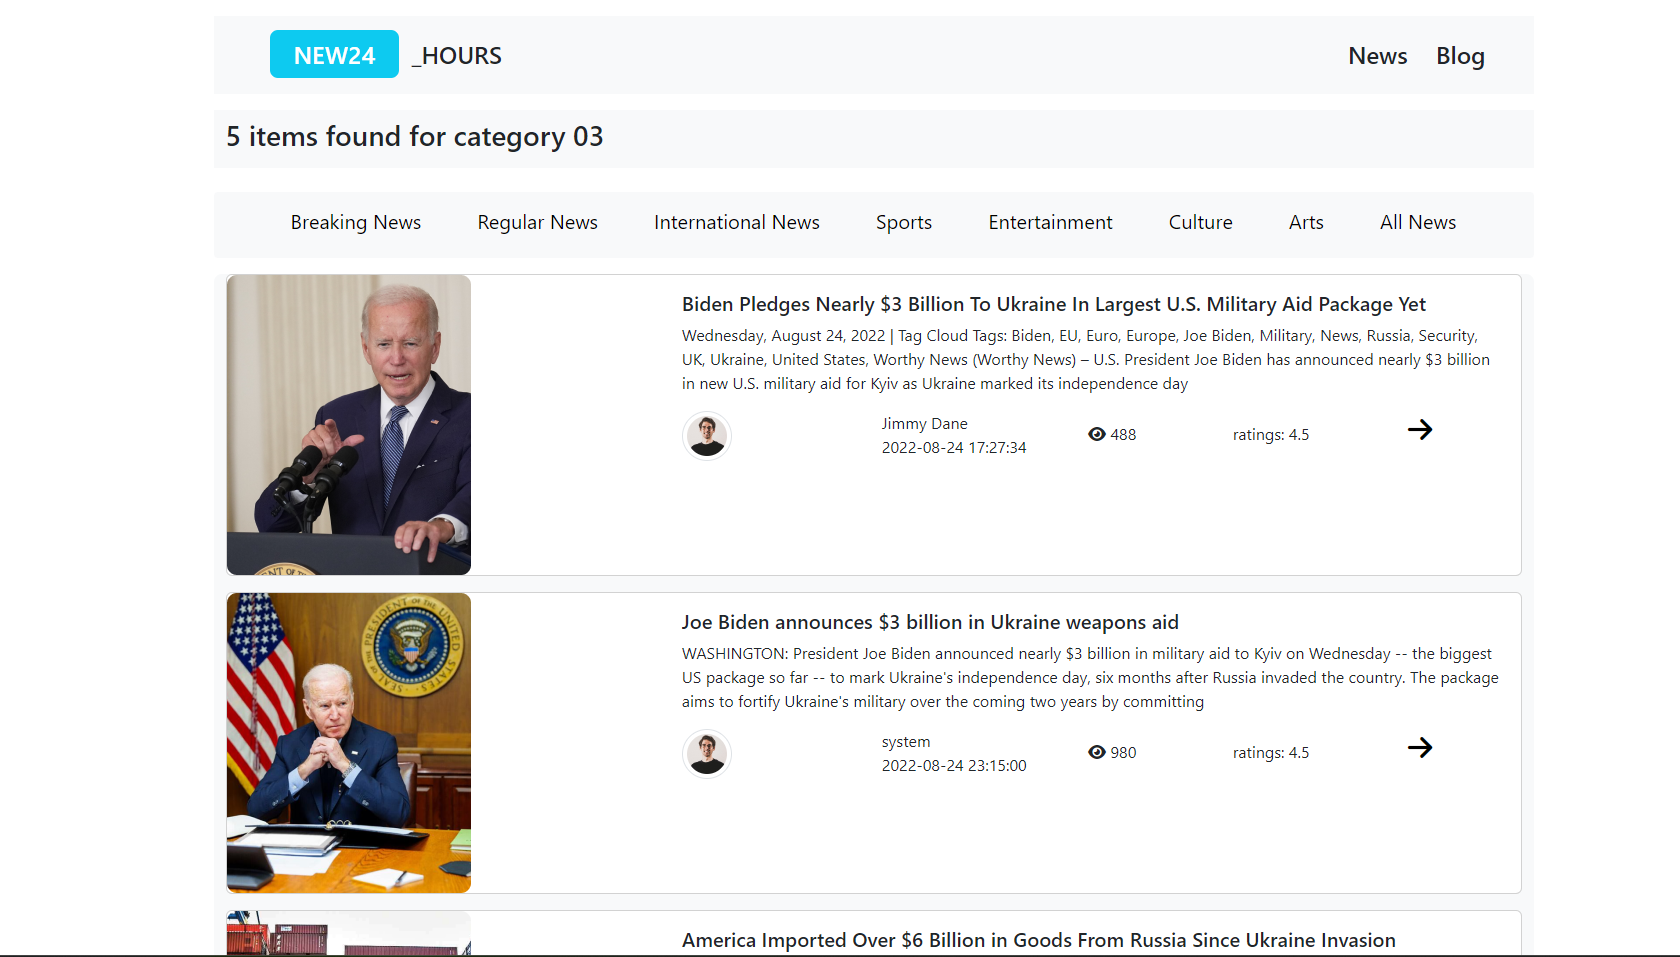 NEW24 _HOURS News Blog
5 items found for category 03
Breaking News Regular News International News Sports Entertainment Culture Arts All News
Biden Pledges Nearly $3 Billion To Ukraine In Largest U.S. Military Aid Package Yet
Wednesday, August 24, 2022 | Tag Cloud Tags: Biden, EU, Euro, Europe, Joe Biden, Military, News, Russia, Security,
UK, Ukraine, United States, Worthy News (Worthy News) – U.S. President Joe Biden has announced nearly $3 billion
in new U.S. military aid for Kyiv as Ukraine marked its independence day
Jimmy Dane
2022-08-24 17:27:34
488
ratings: 4.5
NT OF
PRESIDENT OF THE UNITED
SEAL
Joe Biden announces $3 billion in Ukraine weapons aid
WASHINGTON: President Joe Biden announced nearly $3 billion in military aid to Kyiv on Wednesday -- the biggest
US package so far -- to mark Ukraine's independence day, six months after Russia invaded the country. The package
aims to fortify Ukraine's military over the coming two years by committing
system
2022-08-24 23:15:00
980
ratings: 4.5
America Imported Over $6 Billion in Goods From Russia Since Ukraine Invasion